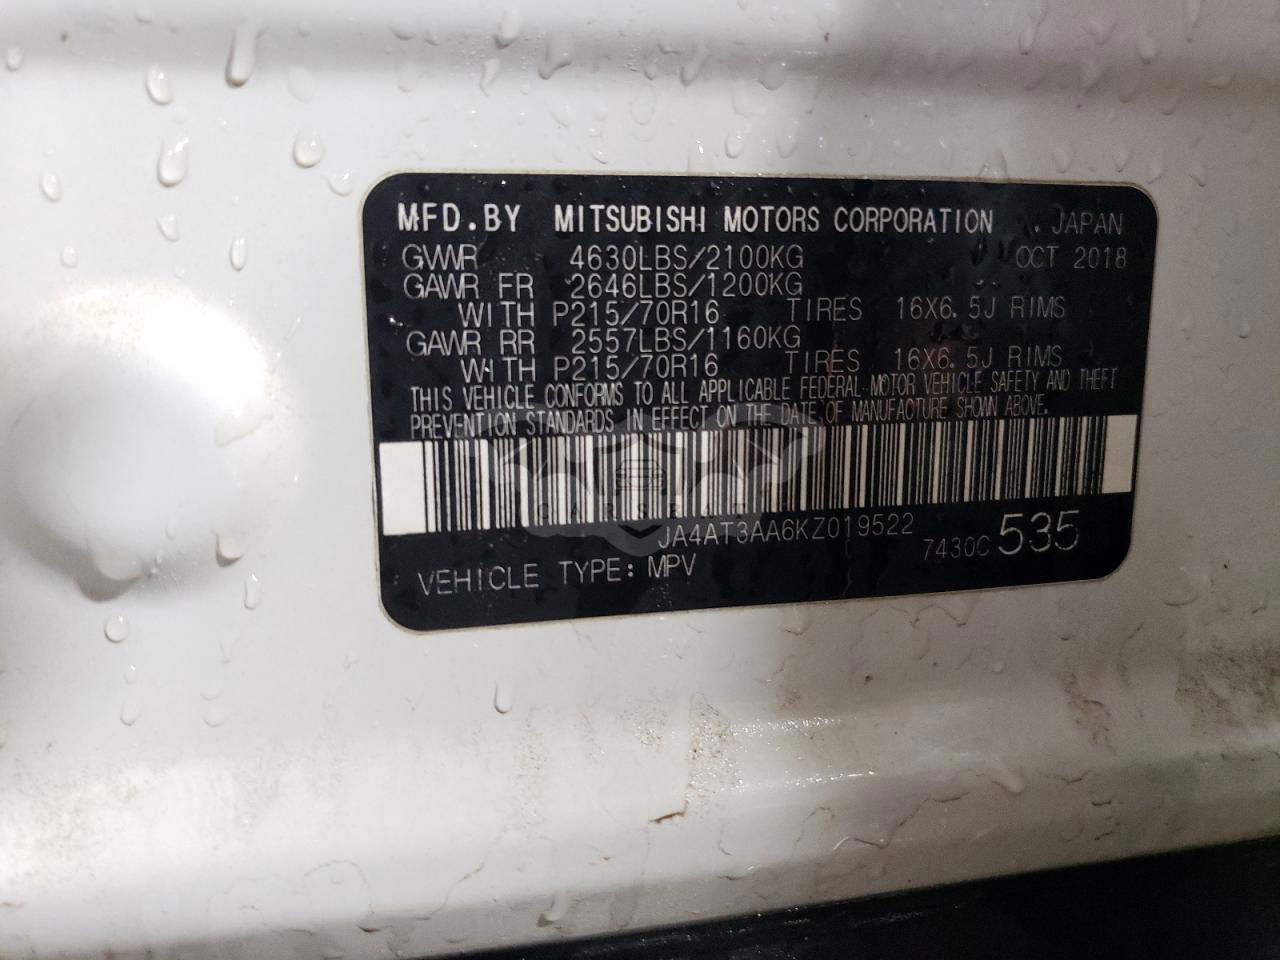 MFD.BY MITSUBISHI MOTORS CORPORATION . JAPAN
GVWR 4630LBS/2100KG OCT 2018
GAWR FR 2646LBS/1200KG
WITH P215/70R16 TIRES 16X6.5J RIMS
GAWR RR 2557LBS/1160KG
WITH P215/70R16 TIRES 16X6.5J RIMS
THIS VEHICLE CONFORMS TO ALL APPLICABLE FEDERAL MOTOR VEHICLE SAFETY AND THEFT
PREVENTION STANDARDS IN EFFECT ON THE DATE OF MANUFACTURE SHOWN ABOVE.
JA4AT3AA6KZ019522 7430C 535
VEHICLE TYPE: MPV